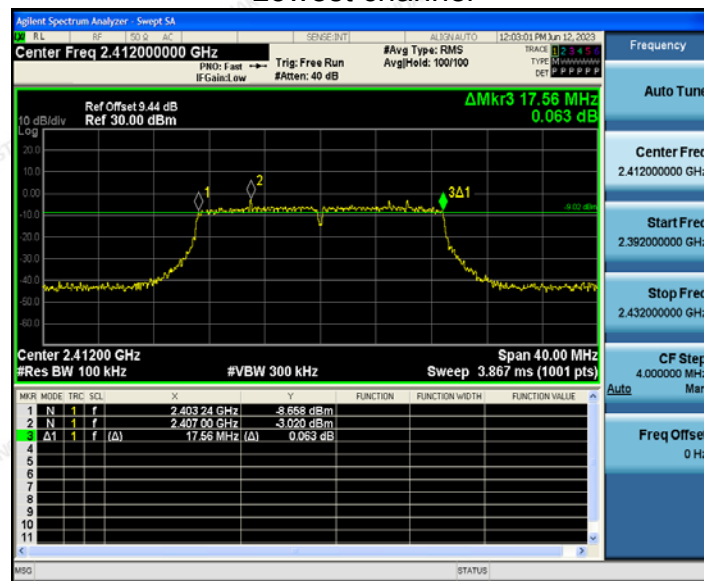 Lowest channel
Agilent Spectrum Analyzer - Swept SA
RL RF 50 Ω AC SENSE:INT ALIGNAUTO 12:03:01 PM Jun 12, 2023
Center Freq 2.412000000 GHz
PNO: Fast
IFGain:Low
Trig: Free Run
#Atten: 40 dB
#Avg Type: RMS
Avg|Hold: 100/100
TRACE 1 2 3 4 5 6
TYPE M
DET P P P P P P
Frequency
Auto Tune
Center Freq
2.412000000 GHz
Start Freq
2.392000000 GHz
Stop Freq
2.432000000 GHz
CF Step
4.000000 MHz
Auto Man
Freq Offset
0 Hz
Ref Offset 9.44 dB
10 dB/div Ref 30.00 dBm
Log
ΔMkr3 17.56 MHz
0.063 dB
20.0
10.0
0.00
-10.0
-20.0
-30.0
-40.0
-50.0
-60.0
1
2
3Δ1
-9.02 dBm
Center 2.41200 GHz Span 40.00 MHz
#Res BW 100 kHz #VBW 300 kHz Sweep 3.867 ms (1001 pts)
MKR MODE TRC SCL X Y FUNCTION FUNCTION WIDTH FUNCTION VALUE
1 N 1 f 2.403 24 GHz -8.658 dBm
2 N 1 f 2.407 00 GHz -3.020 dBm
3 Δ1 1 f (Δ) 17.56 MHz (Δ) 0.063 dB
4
5
6
7
8
9
10
11
MSG STATUS